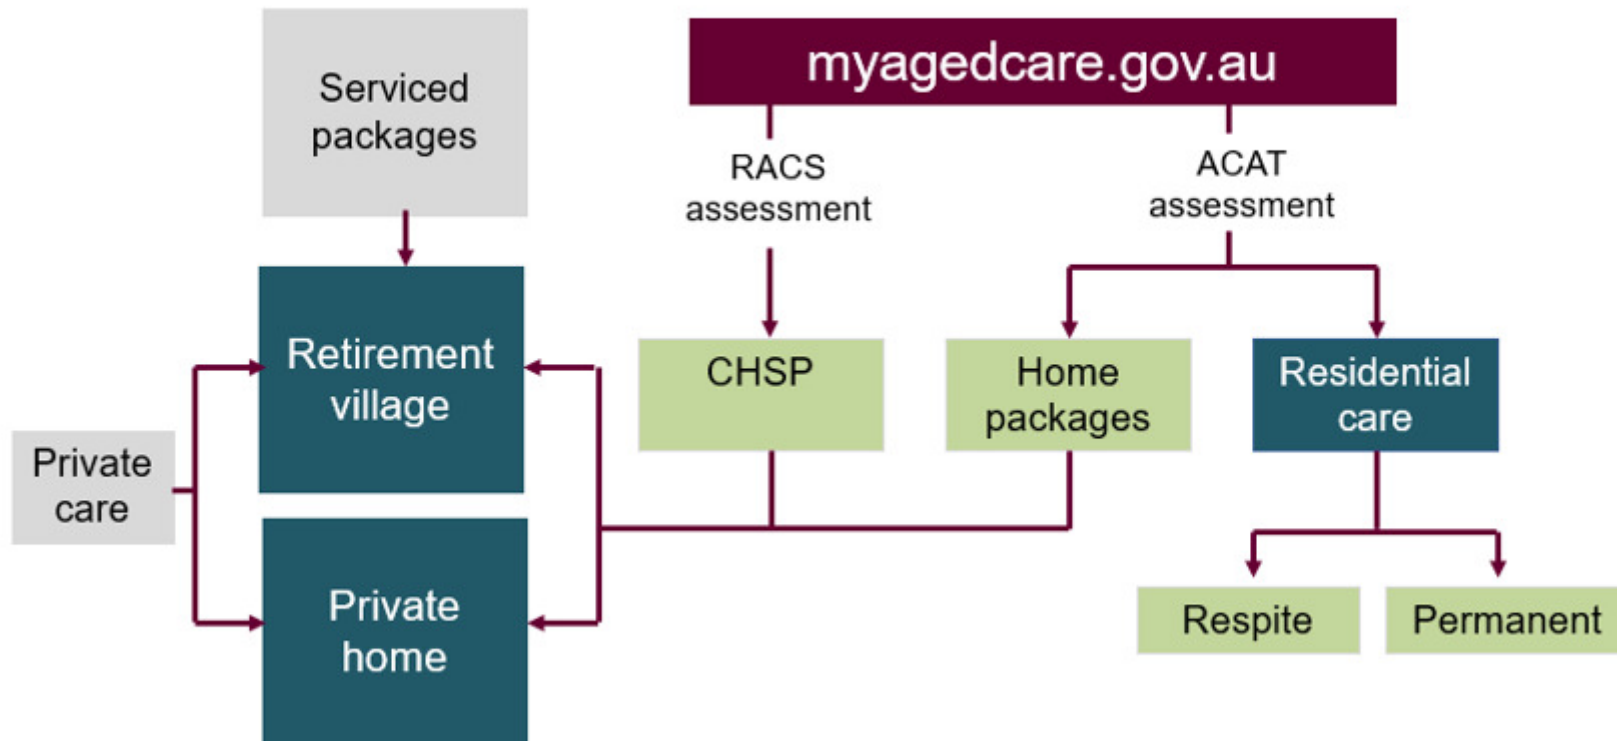 Serviced
packages
myagedcare.gov.au
RACS
assessment
ACAT
assessment
Retirement
village
CHSP
Home
packages
Residential
care
Private
care
Private
home
Respite
Permanent